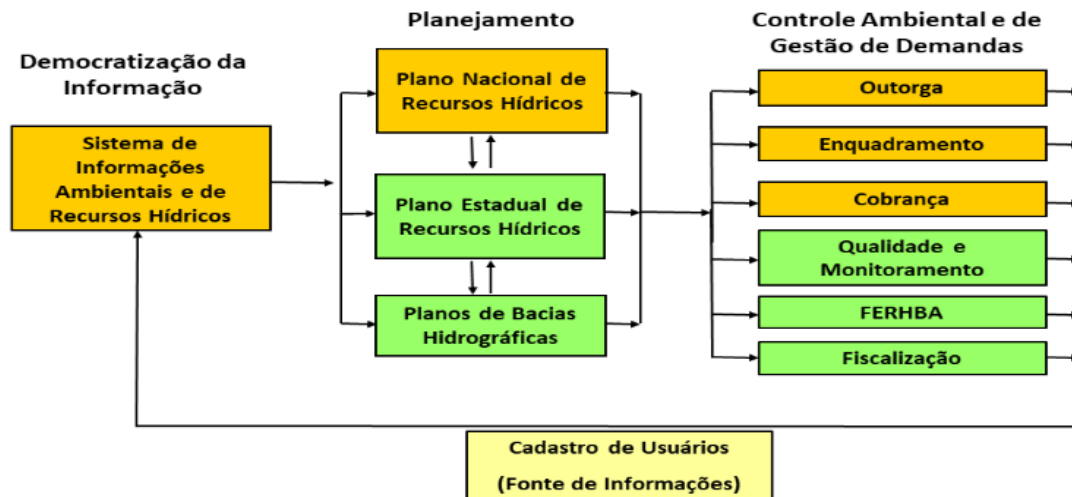 Democratização da
Informação
Sistema de
Informações
Ambientais e de
Recursos Hídricos
Planejamento
Plano Nacional de
Recursos Hídricos
Plano Estadual de
Recursos Hídricos
Planos de Bacias
Hidrográficas
Controle Ambiental e de
Gestão de Demandas
Outorga
Enquadramento
Cobrança
Qualidade e
Monitoramento
FERHBA
Fiscalização
Cadastro de Usuários
(Fonte de Informações)